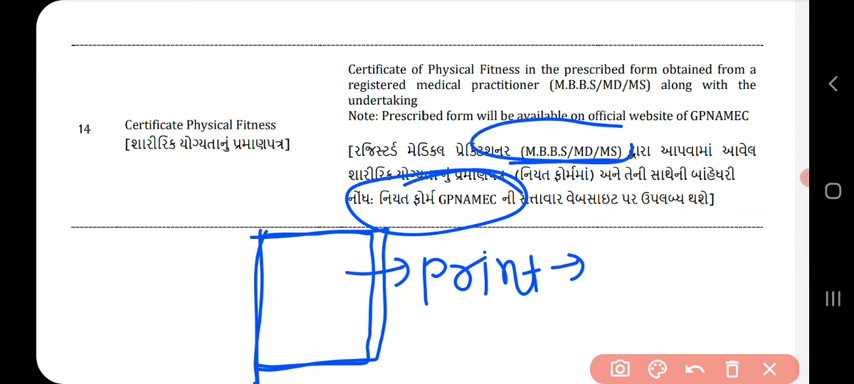 Certificate of Physical Fitness in the prescribed form obtained from a
registered medical practitioner (M.B.B.S/MD/MS) along with the
undertaking
Note: Prescribed form will be available on official website of GPNAMEC
14
Certificate Physical Fitness
[શારીરિક યોગ્યતાનું પ્રમાણપત્ર]
[રજિસ્ટર્ડ મેડિકલ પ્રેક્ટિશનર (M.B.B.S/MD/MS) દ્વારા આપવામાં આવેલ
શારીરિક યોગ્યતાનું પ્રમાણપત્ર (નિયત ફોર્મમાં) અને તેની સાથેની બાંહેધરી
નોંધ: નિયત ફોર્મ GPNAMEC ની સત્તાવાર વેબસાઇટ પર ઉપલબ્ધ થશે]
print